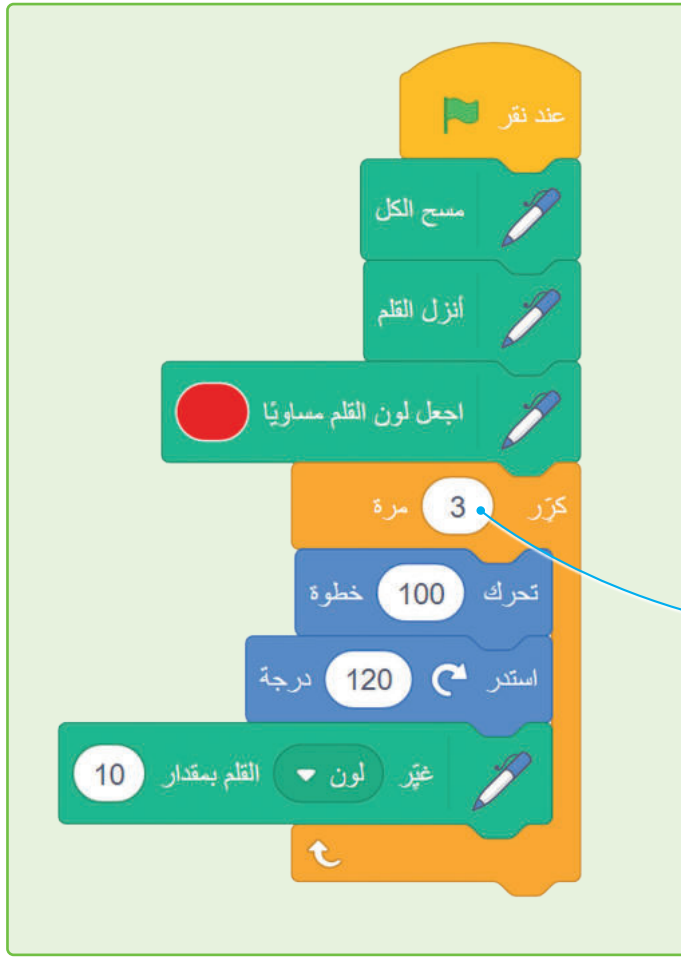 عند نقر
مسح الكل
أنزل القلم
اجعل لون القلم مساويًا
كرّر 3 مرة
تحرك 100 خطوة
استدر 120 درجة
غيّر لون القلم بمقدار 10